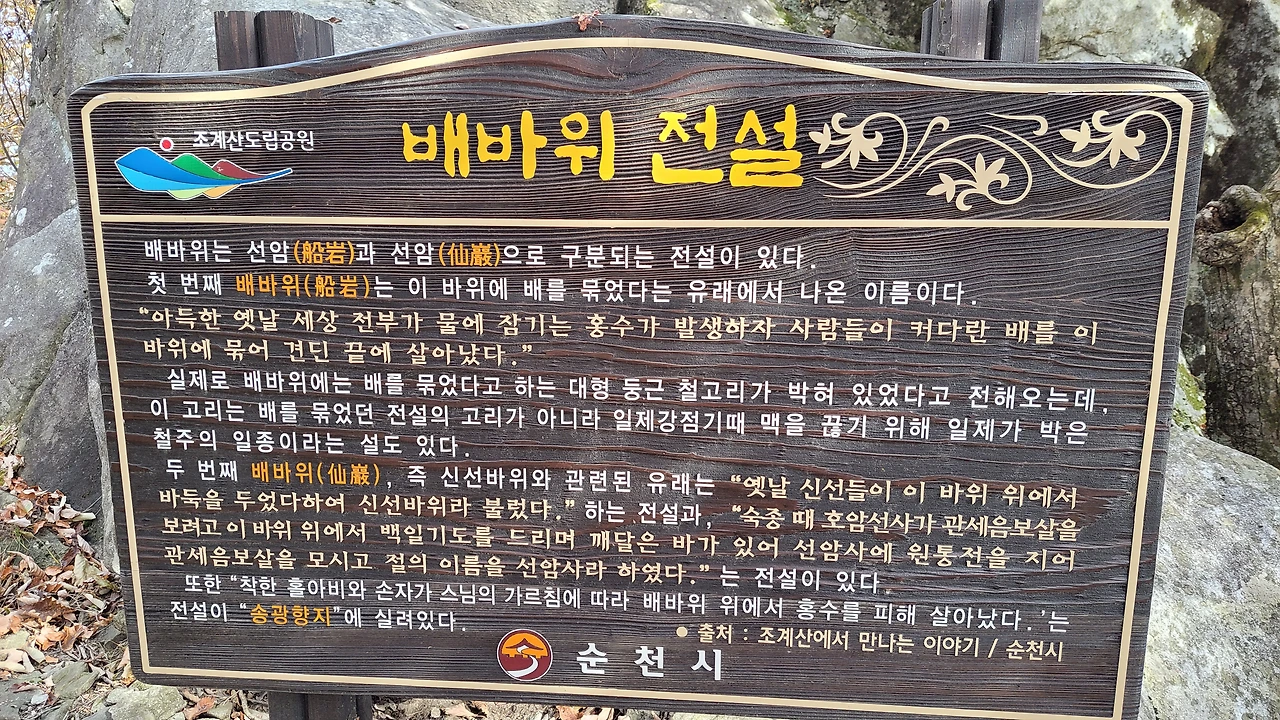 조계산도립공원
배바위 전설
배바위는 선암(船岩)과 선암(仙巖)으로 구분되는 전설이 있다.
첫 번째 배바위(船岩)는 이 바위에 배를 묶었다는 유래에서 나온 이름이다.
“아득한 옛날 세상 전부가 물에 잠기는 홍수가 발생하자 사람들이 커다란 배를 이
바위에 묶어 견딘 끝에 살아났다.”
실제로 배바위에는 배를 묶었다고 하는 대형 둥근 철고리가 박혀 있었다고 전해오는데,
이 고리는 배를 묶었던 전설의 고리가 아니라 일제강점기때 맥을 끊기 위해 일제가 박은
철주의 일종이라는 설도 있다.
두 번째 배바위(仙巖), 즉 신선바위와 관련된 유래는 “옛날 신선들이 이 바위 위에서
바둑을 두었다하여 신선바위라 불렀다.” 하는 전설과, “숙종 때 호암선사가 관세음보살을
보려고 이 바위 위에서 백일기도를 드리며 깨달은 바가 있어 선암사에 원통전을 지어
관세음보살을 모시고 절의 이름을 선암사라 하였다.” 는 전설이 있다.
또한 “착한 홀아비와 손자가 스님의 가르침에 따라 배바위 위에서 홍수를 피해 살아났다.’는
전설이 “송광향지”에 실려있다.
● 출처 : 조계산에서 만나는 이야기 / 순천시
순천시